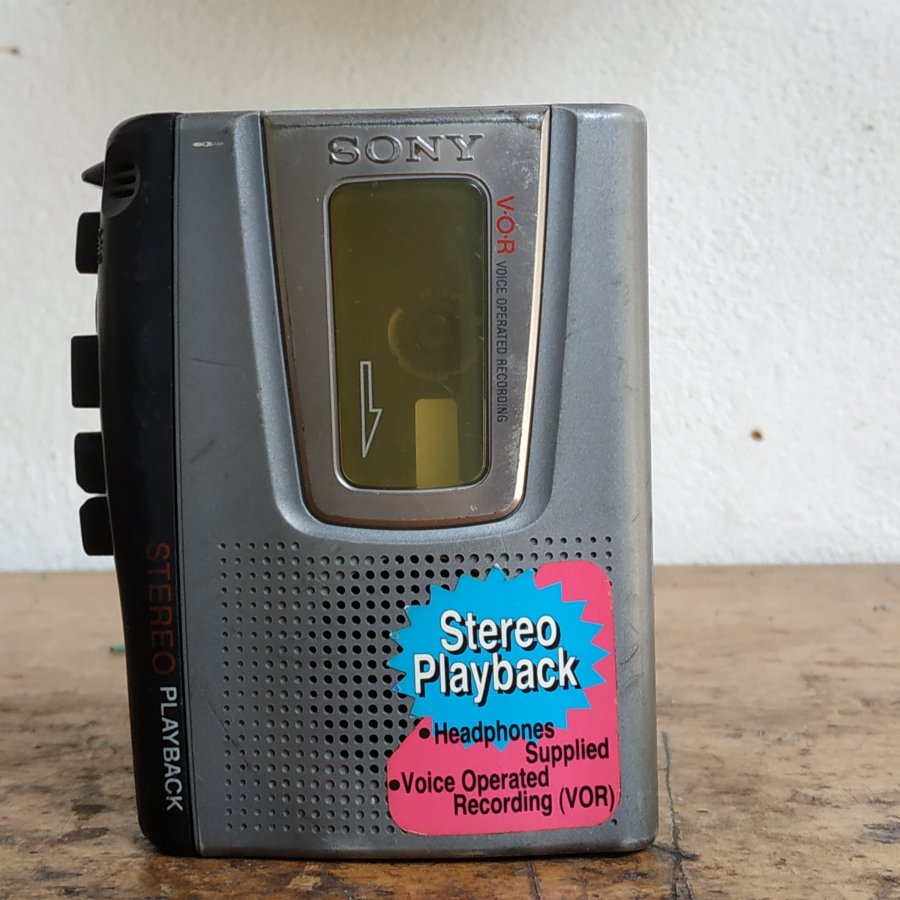 SONY
V·O·R VOICE OPERATED RECORDING
STEREO PLAYBACK
Stereo
Playback
•Headphones
Supplied
•Voice Operated
Recording (VOR)